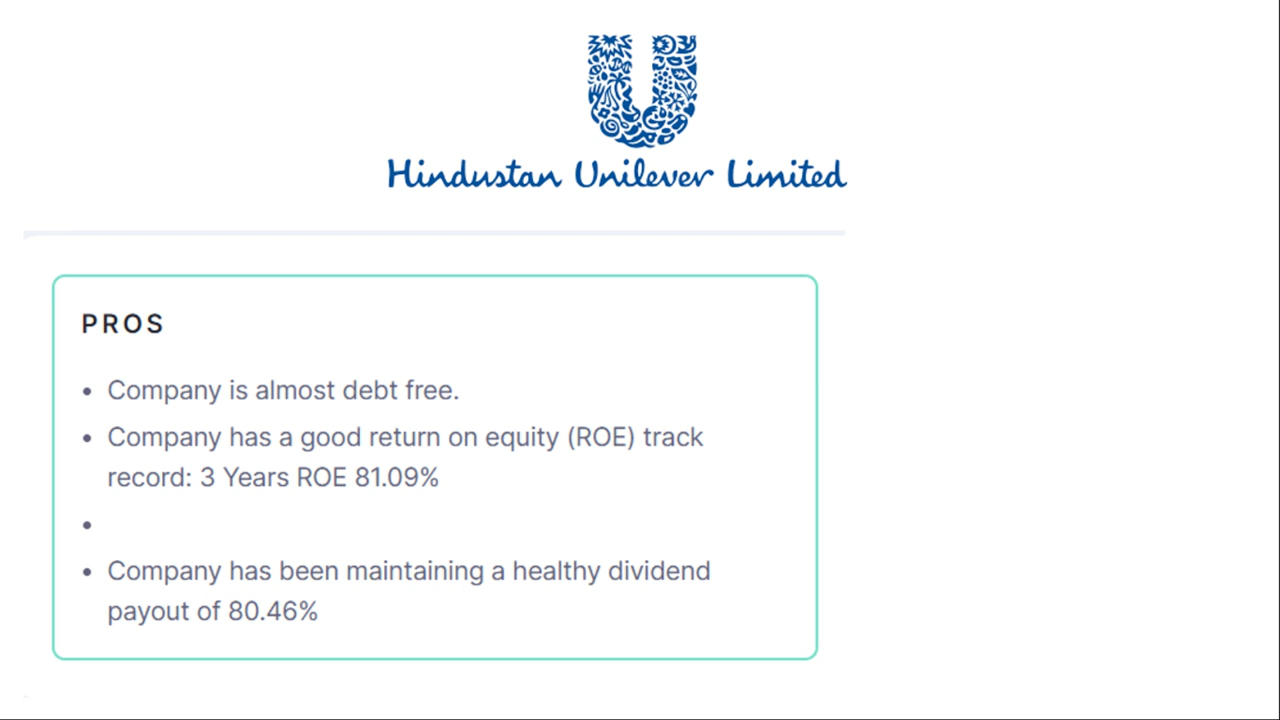 Hindustan Unilever Limited
PROS
• Company is almost debt free.
• Company has a good return on equity (ROE) track
record: 3 Years ROE 81.09%
•
• Company has been maintaining a healthy dividend
payout of 80.46%